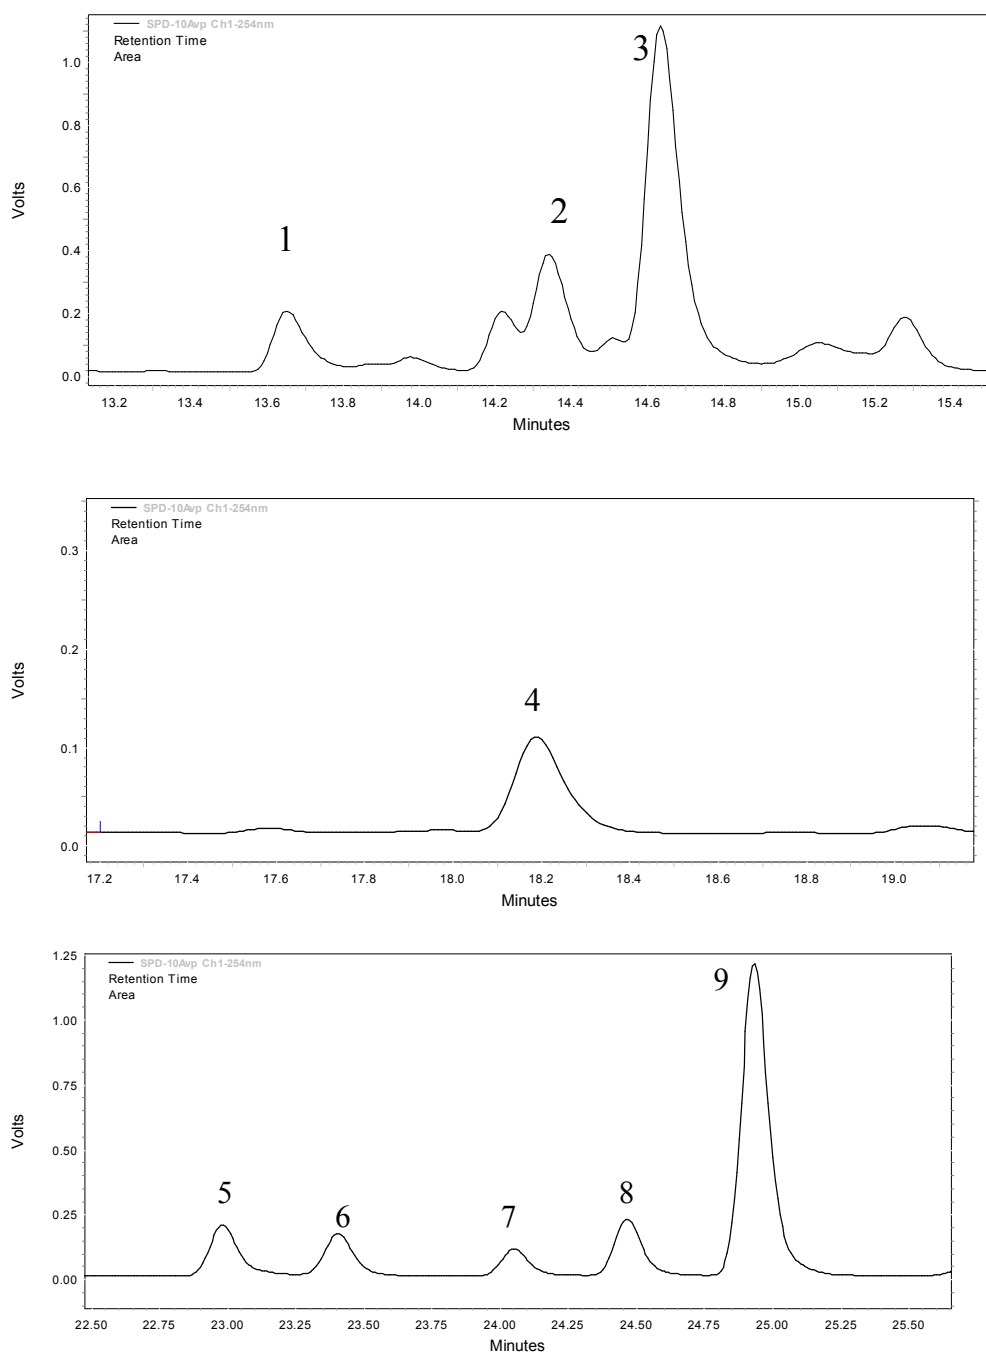 SPD-10Avp Ch1-254nm
Retention Time
Area
3
1.0
0.8
0.6
Volts
2
1
0.4
0.2
0.0
13.2 13.4 13.6 13.8 14.0 14.2 14.4 14.6 14.8 15.0 15.2 15.4
Minutes
SPD-10Avp Ch1-254nm
Retention Time
Area
0.3
0.2
Volts
4
0.1
0.0
17.2 17.4 17.6 17.8 18.0 18.2 18.4 18.6 18.8 19.0
Minutes
1.25
SPD-10Avp Ch1-254nm
Retention Time
Area
9
1.00
0.75
Volts
0.50
5 6 7 8
0.25
0.00
22.50 22.75 23.00 23.25 23.50 23.75 24.00 24.25 24.50 24.75 25.00 25.25 25.50
Minutes